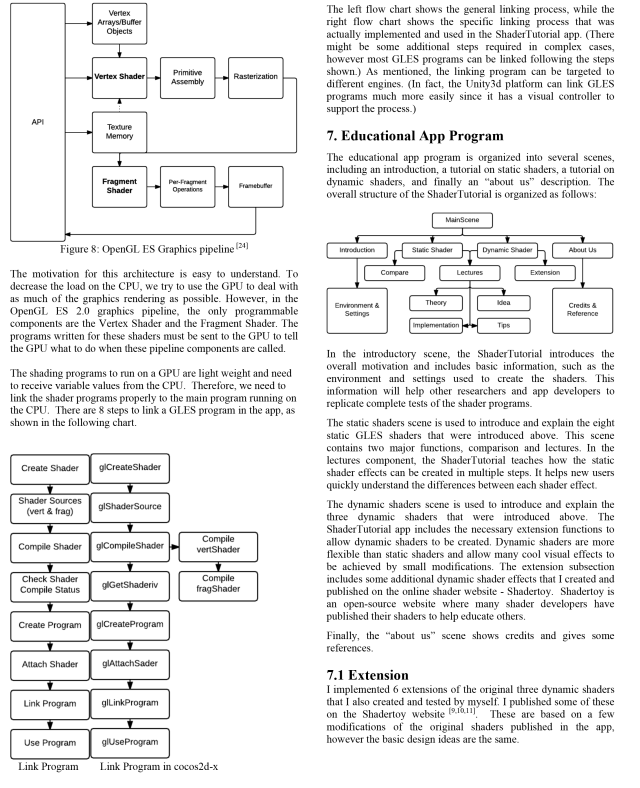 Vertex
Arrays/Buffer
Objects
Vertex Shader
Primitive
Assembly
Rasterization
API
Texture
Memory
Fragment
Shader
Per-Fragment
Operations
Framebuffer
Figure 8: OpenGL ES Graphics pipeline [24]
The motivation for this architecture is easy to understand. To
decrease the load on the CPU, we try to use the GPU to deal with
as much of the graphics rendering as possible. However, in the
OpenGL ES 2.0 graphics pipeline, the only programmable
components are the Vertex Shader and the Fragment Shader. The
programs written for these shaders must be sent to the GPU to tell
the GPU what to do when these pipeline components are called.
The shading programs to run on a GPU are light weight and need
to receive variable values from the CPU. Therefore, we need to
link the shader programs properly to the main program running on
the CPU. There are 8 steps to link a GLES program in the app, as
shown in the following chart.
Create Shader
glCreateShader
Shader Sources
(vert & frag)
glShaderSource
Compile Shader
glCompileShader
Compile
vertShader
Check Shader
Compile Status
glGetShaderiv
Compile
fragShader
Create Program
glCreateProgram
Attach Shader
glAttachSader
Link Program
glLinkProgram
Use Program
glUseProgram
Link Program
Link Program in cocos2d-x
The left flow chart shows the general linking process, while the
right flow chart shows the specific linking process that was
actually implemented and used in the ShaderTutorial app. (There
might be some additional steps required in complex cases,
however most GLES programs can be linked following the steps
shown.) As mentioned, the linking program can be targeted to
different engines. (In fact, the Unity3d platform can link GLES
programs much more easily since it has a visual controller to
support the process.)
7. Educational App Program
The educational app program is organized into several scenes,
including an introduction, a tutorial on static shaders, a tutorial on
dynamic shaders, and finally an “about us” description. The
overall structure of the ShaderTutorial is organized as follows:
MainScene
Introduction
Static Shader
Dynamic Shader
About Us
Compare
Lectures
Extension
Environment &
Settings
Theory
Idea
Credits &
Reference
Implementation
Tips
In the introductory scene, the ShaderTutorial introduces the
overall motivation and includes basic information, such as the
environment and settings used to create the shaders. This
information will help other researchers and app developers to
replicate complete tests of the shader programs.
The static shaders scene is used to introduce and explain the eight
static GLES shaders that were introduced above. This scene
contains two major functions, comparison and lectures. In the
lectures component, the ShaderTutorial teaches how the static
shader effects can be created in multiple steps. It helps new users
quickly understand the differences between each shader effect.
The dynamic shaders scene is used to introduce and explain the
three dynamic shaders that were introduced above. The
ShaderTutorial app includes the necessary extension functions to
allow dynamic shaders to be created. Dynamic shaders are more
flexible than static shaders and allow many cool visual effects to
be achieved by small modifications. The extension subsection
includes some additional dynamic shader effects that I created and
published on the online shader website - Shadertoy. Shadertoy is
an open-source website where many shader developers have
published their shaders to help educate others.
Finally, the “about us” scene shows credits and gives some
references.
7.1 Extension
I implemented 6 extensions of the original three dynamic shaders
that I also created and tested by myself. I published some of these
on the Shadertoy website [9,10,11]. These are based on a few
modifications of the original shaders published in the app,
however the basic design ideas are the same.